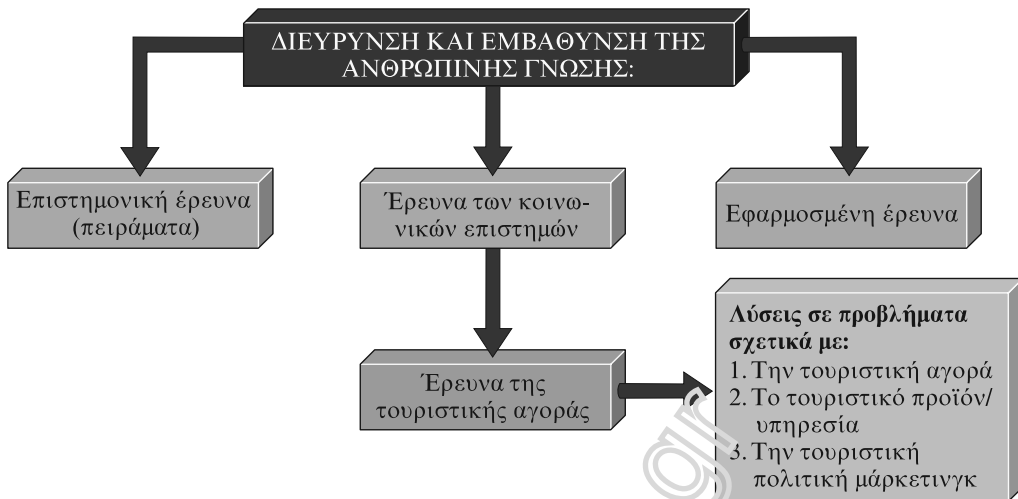 ΔΙΕΥΡΥΝΣΗ ΚΑΙ ΕΜΒΑΘΥΝΣΗ ΤΗΣ
ΑΝΘΡΩΠΙΝΗΣ ΓΝΩΣΗΣ:
Επιστημονική έρευνα
(πειράματα)
Έρευνα των κοινω-
νικών επιστημών
Εφαρμοσμένη έρευνα
Έρευνα της
τουριστικής αγοράς
Λύσεις σε προβλήματα
σχετικά με:
1. Την τουριστική αγορά
2. Το τουριστικό προϊόν/
υπηρεσία
3. Την τουριστική
πολιτική μάρκετινγκ
gr